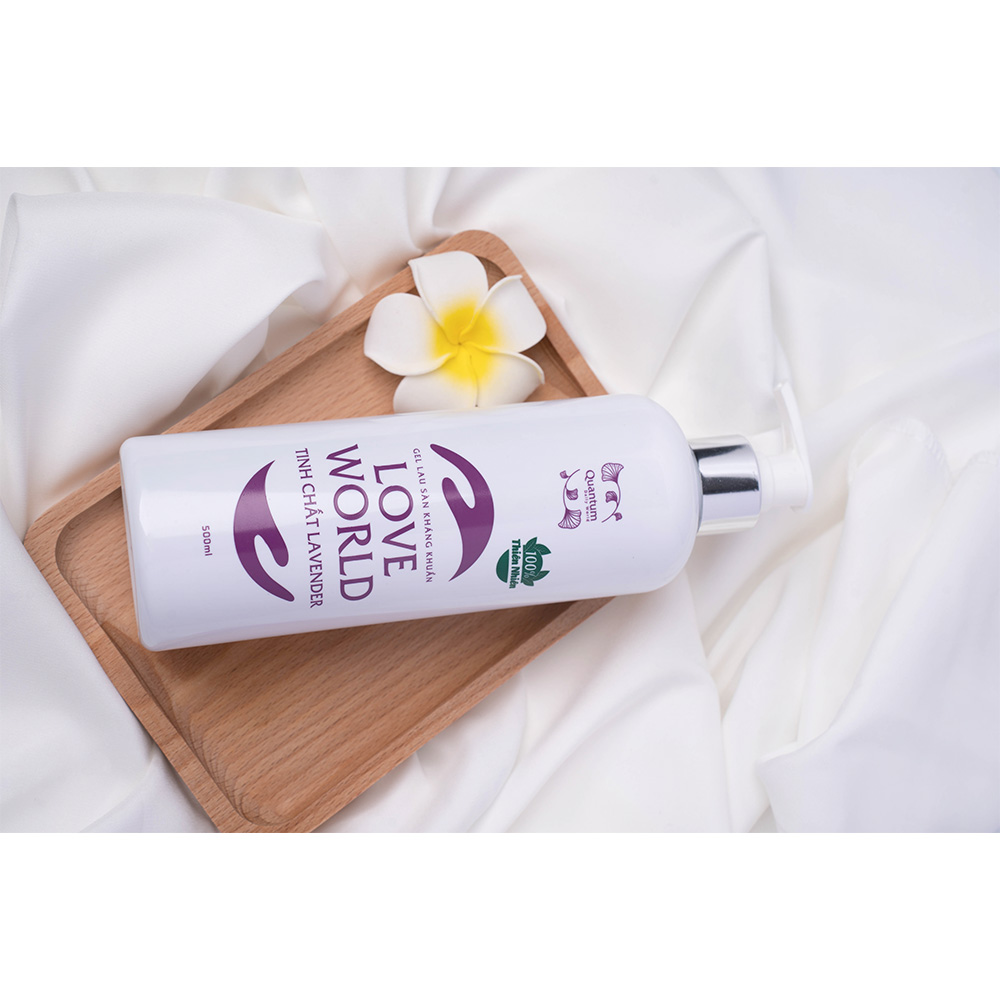 Quantum
100%
Thiên Nhiên
GEL LAU SÀN KHÁNG KHUẨN
LOVE
WORLD
TINH CHẤT LAVENDER
500ml